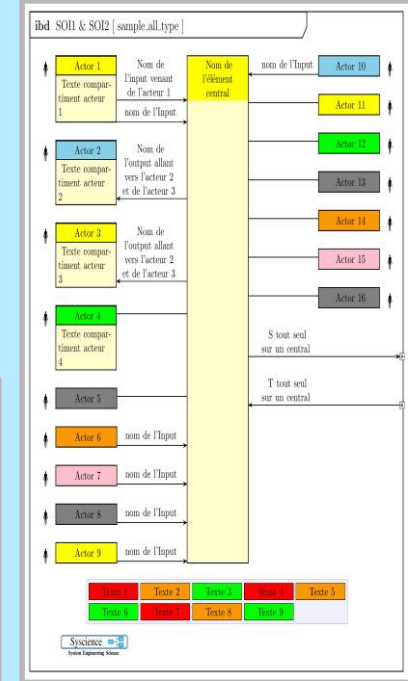 ibd SOI1 & SOI2 [ sample.all.type ]
Actor 1
Texte compar-
timent acteur
1
Nom de
l'input venant
de l'acteur 1
nom de l'Input
Nom de
l'élément
central
nom de l'Input
Actor 10
Actor 11
Actor 2
Texte compar-
timent acteur
2
Nom de
l'output allant
vers l'acteur 2
et de l'acteur 3
Actor 12
Actor 13
Actor 3
Texte compar-
timent acteur
3
Nom de
l'output allant
vers l'acteur 2
et de l'acteur 3
Actor 14
Actor 15
Actor 4
Texte compar-
timent acteur
4
Actor 16
S tout seul
sur un central
Actor 5
T tout seul
sur un central
Actor 6
nom de l'Input
Actor 7
nom de l'Input
Actor 8
nom de l'Input
Actor 9
nom de l'Input
Texte 1 Texte 2 Texte 3 Texte 4 Texte 5
Texte 6 Texte 7 Texte 8 Texte 9
Syscience
System Engineering Science